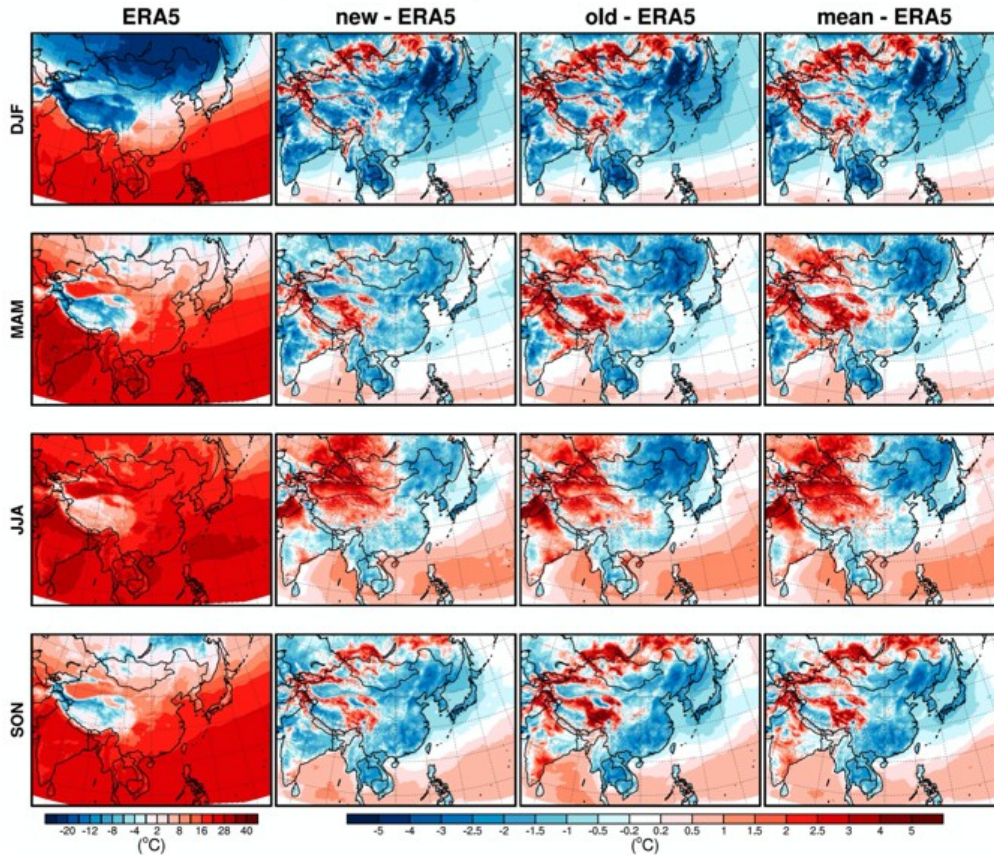 ERA5 new - ERA5 old - ERA5 mean - ERA5
DJF
MAM
JJA
SON
-20 -12 -8 -4 -2 2 8 16 28 40
(°C)
-5 -4 -3 -2.5 -2 -1.5 -1 -0.5 -0.2 0.2 0.5 1 1.5 2 2.5 3 4 5
(°C)